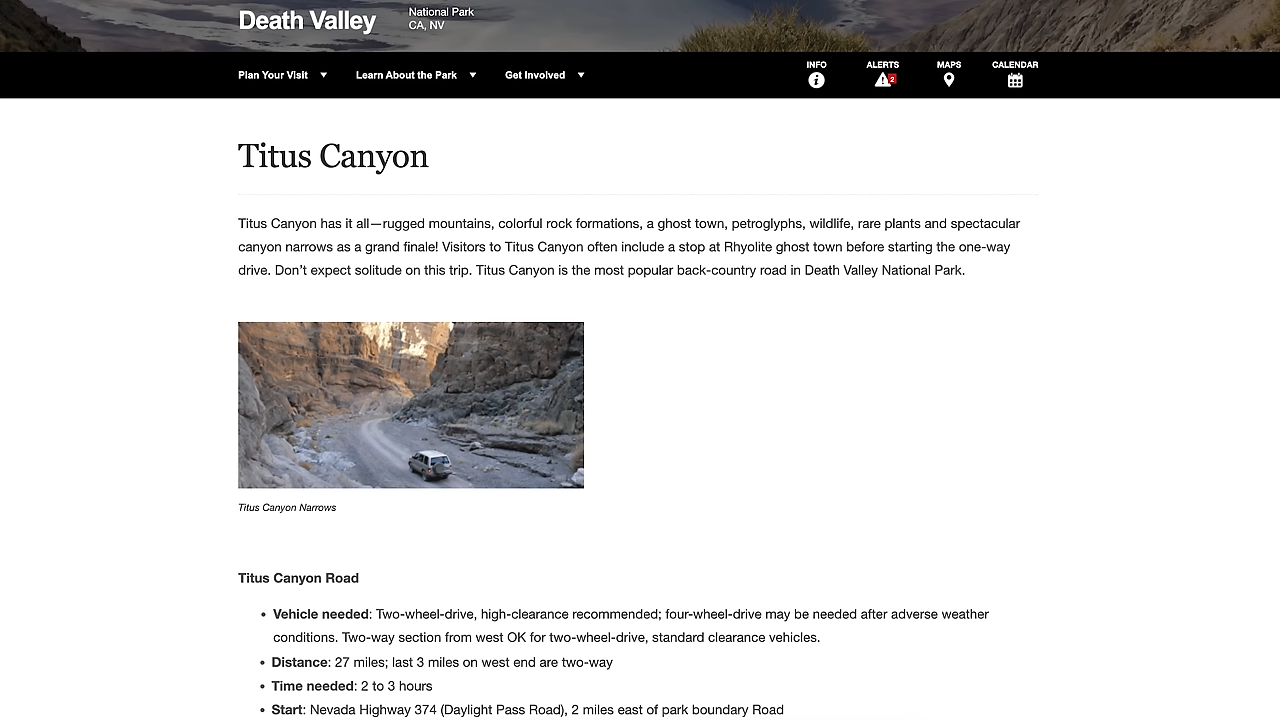 Death Valley
National Park
CA, NV
Plan Your Visit
Learn About the Park
Get Involved
INFO
ALERTS
2
MAPS
CALENDAR
Titus Canyon
Titus Canyon has it all—rugged mountains, colorful rock formations, a ghost town, petroglyphs, wildlife, rare plants and spectacular
canyon narrows as a grand finale! Visitors to Titus Canyon often include a stop at Rhyolite ghost town before starting the one-way
drive. Don’t expect solitude on this trip. Titus Canyon is the most popular back-country road in Death Valley National Park.
Titus Canyon Narrows
Titus Canyon Road
• Vehicle needed: Two-wheel-drive, high-clearance recommended; four-wheel-drive may be needed after adverse weather
conditions. Two-way section from west OK for two-wheel-drive, standard clearance vehicles.
• Distance: 27 miles; last 3 miles on west end are two-way
• Time needed: 2 to 3 hours
• Start: Nevada Highway 374 (Daylight Pass Road), 2 miles east of park boundary Road